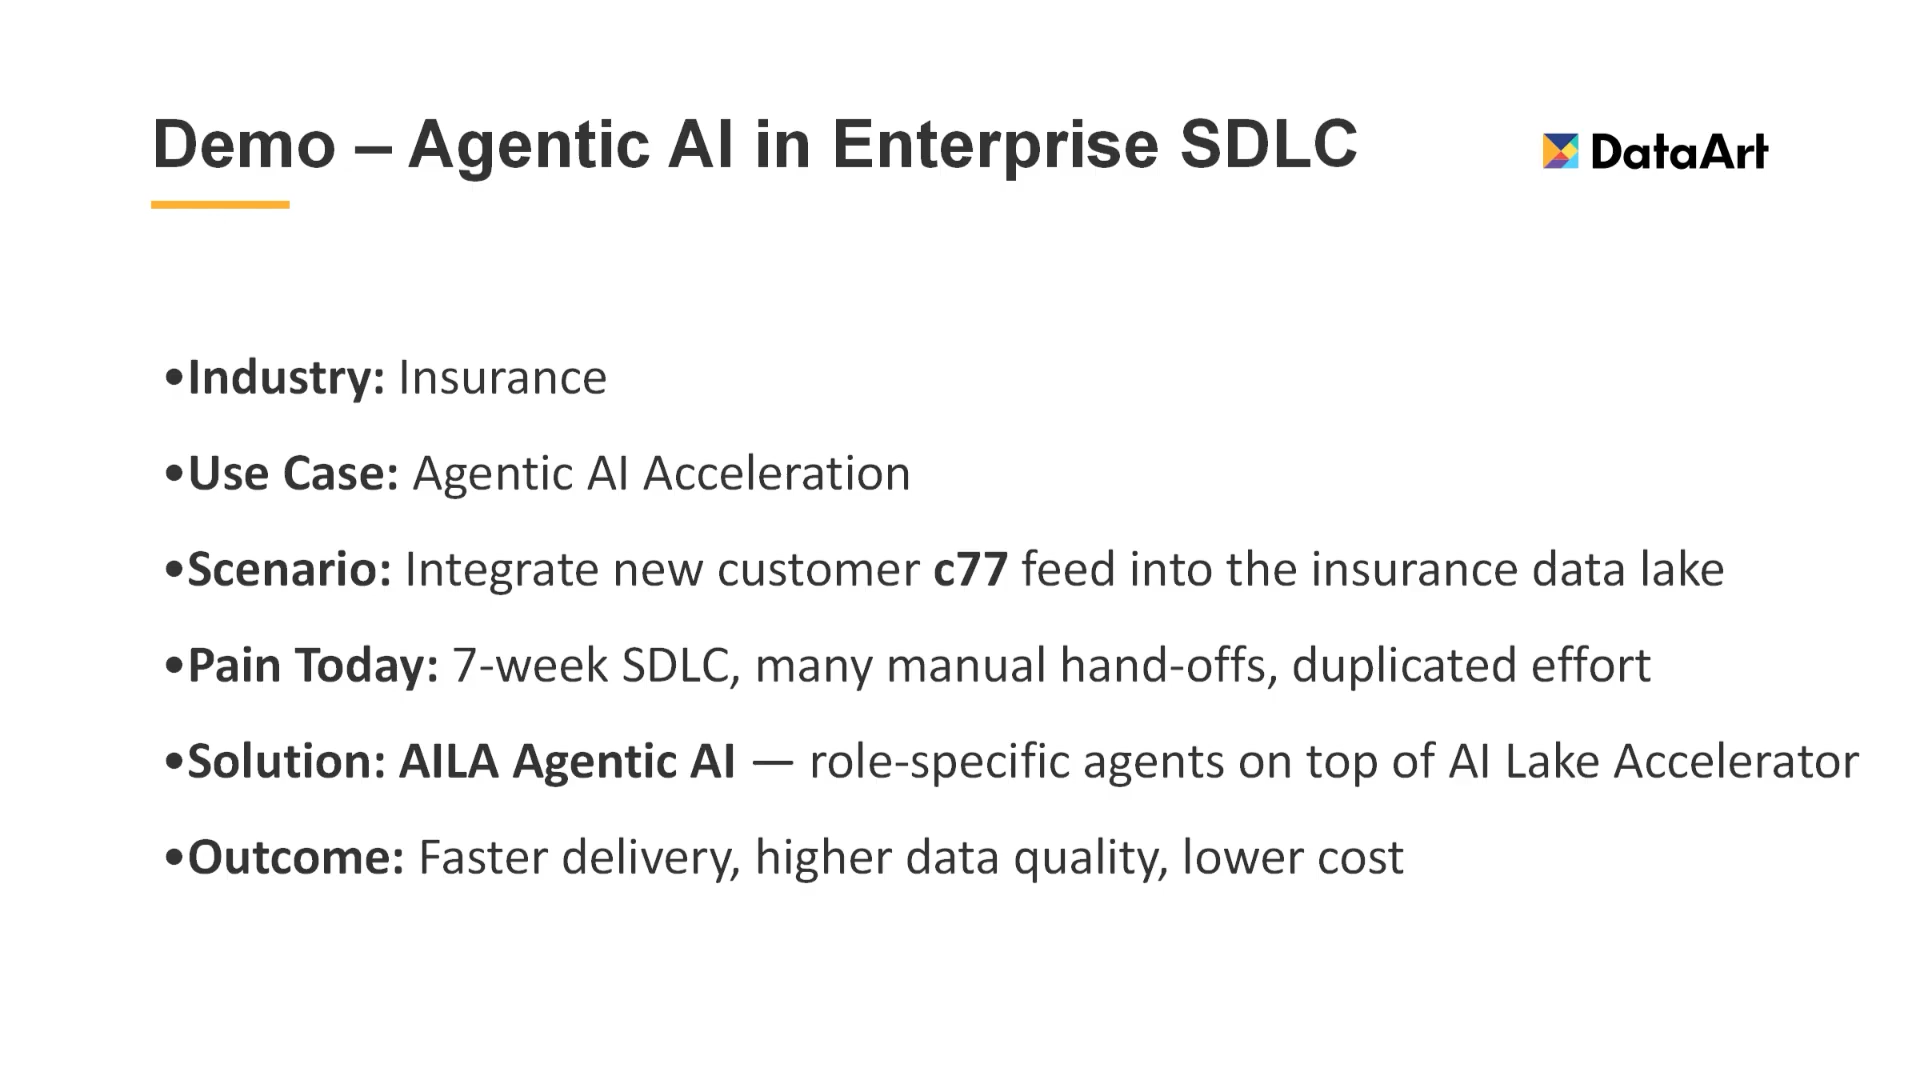 Demo – Agentic AI in Enterprise SDLC
DataArt
•Industry: Insurance
•Use Case: Agentic AI Acceleration
•Scenario: Integrate new customer c77 feed into the insurance data lake
•Pain Today: 7-week SDLC, many manual hand-offs, duplicated effort
•Solution: AILA Agentic AI — role-specific agents on top of AI Lake Accelerator
•Outcome: Faster delivery, higher data quality, lower cost